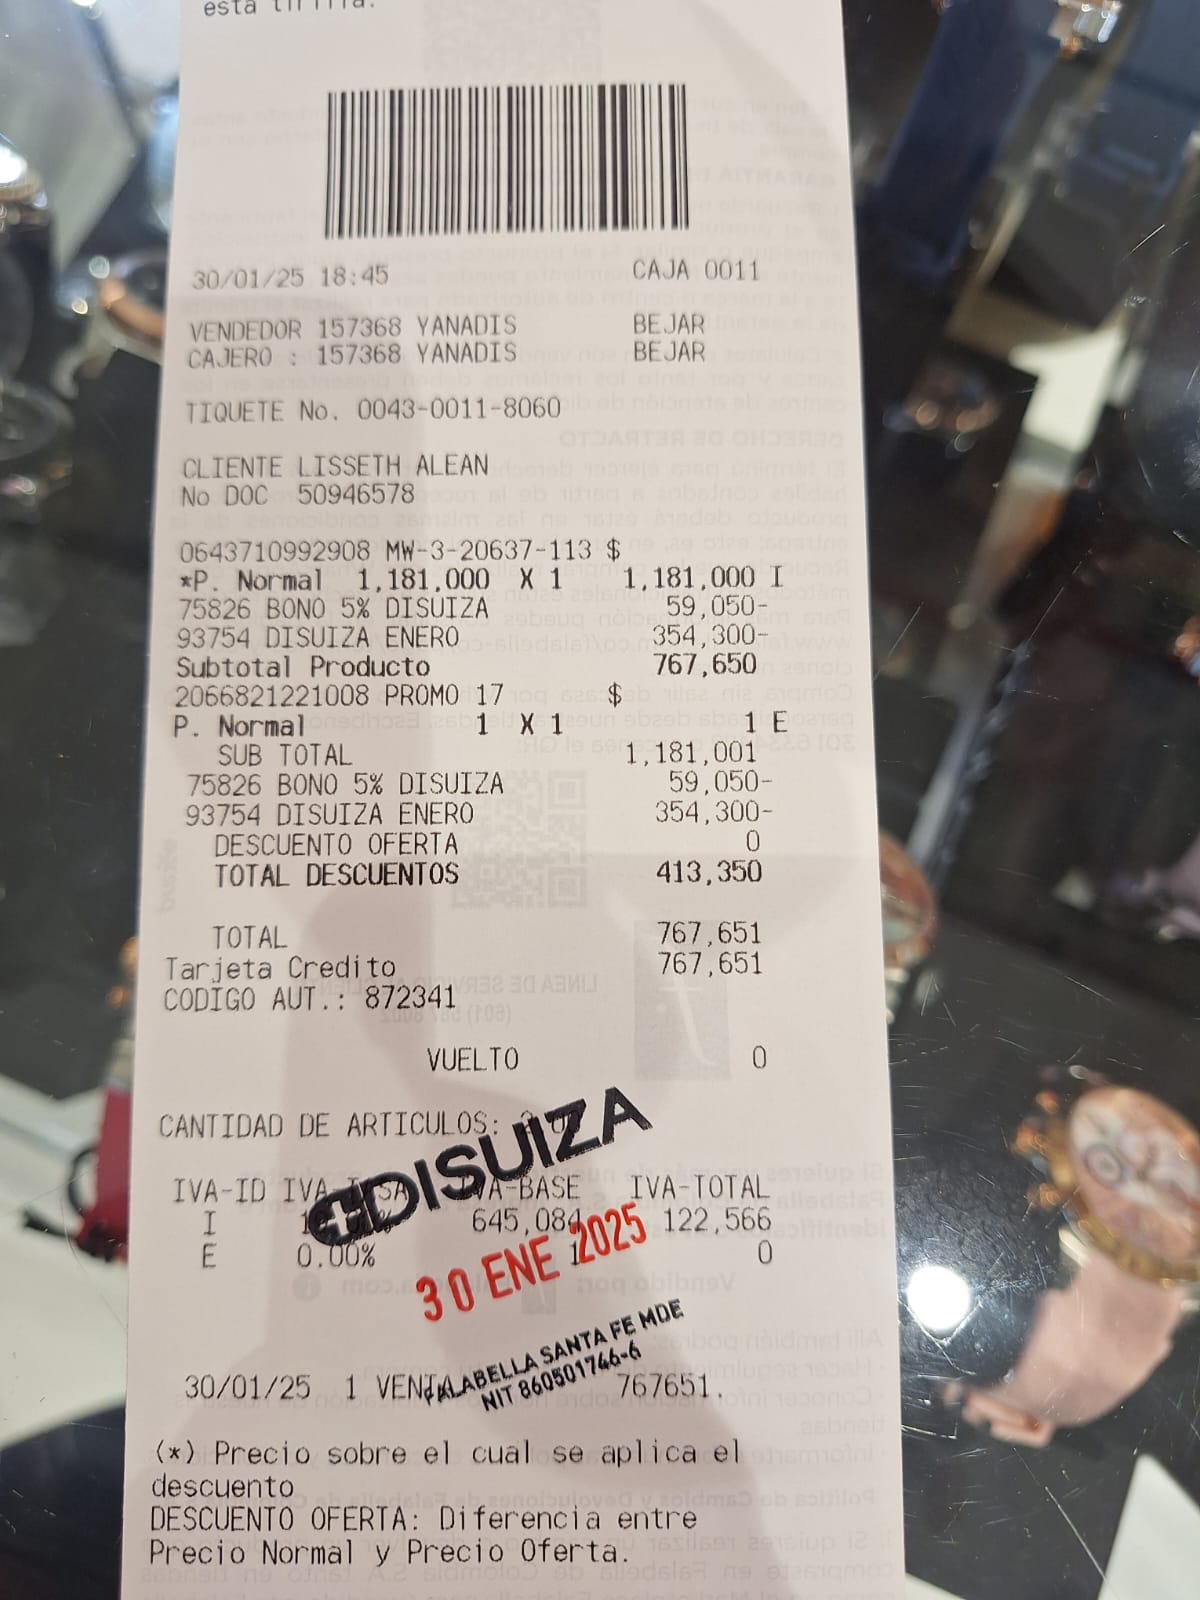 esta tirilla.
30/01/25 18:45 CAJA 0011
VENDEDOR 157368 YANADIS BEJAR
CAJERO : 157368 YANADIS BEJAR
TIQUETE No. 0043-0011-8060
CLIENTE LISSETH ALEAN
No DOC 50946578
0643710992908 MW-3-20637-113 $
*P. Normal 1,181,000 X 1 1,181,000 I
75826 BONO 5% DISUIZA 59,050-
93754 DISUIZA ENERO 354,300-
Subtotal Producto 767,650
2066821221008 PROMO 17 $
P. Normal 1 X 1 1 E
SUB TOTAL 1,181,001
75826 BONO 5% DISUIZA 59,050-
93754 DISUIZA ENERO 354,300-
DESCUENTO OFERTA 0
TOTAL DESCUENTOS 413,350
TOTAL 767,651
Tarjeta Credito 767,651
CODIGO AUT.: 872341
VUELTO 0
CANTIDAD DE ARTICULOS:
DISUIZA
IVA-ID IVA-TASA IVA-BASE IVA-TOTAL
I 645,084 122,566
E 0.00% 1 0
30 ENE 2025
FALABELLA SANTA FE MDE
NIT 860501746-6
30/01/25 1 VENTA 767651.
(*) Precio sobre el cual se aplica el
descuento
DESCUENTO OFERTA: Diferencia entre
Precio Normal y Precio Oferta.